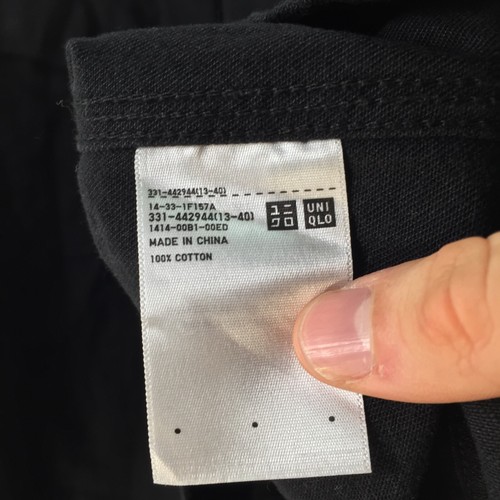 331-442944(13-40)
14-33-1F157A
331-442944(13-40)
1414-00B1-00ED
MADE IN CHINA
100% COTTON
ユニ
クロ
UNI
QLO